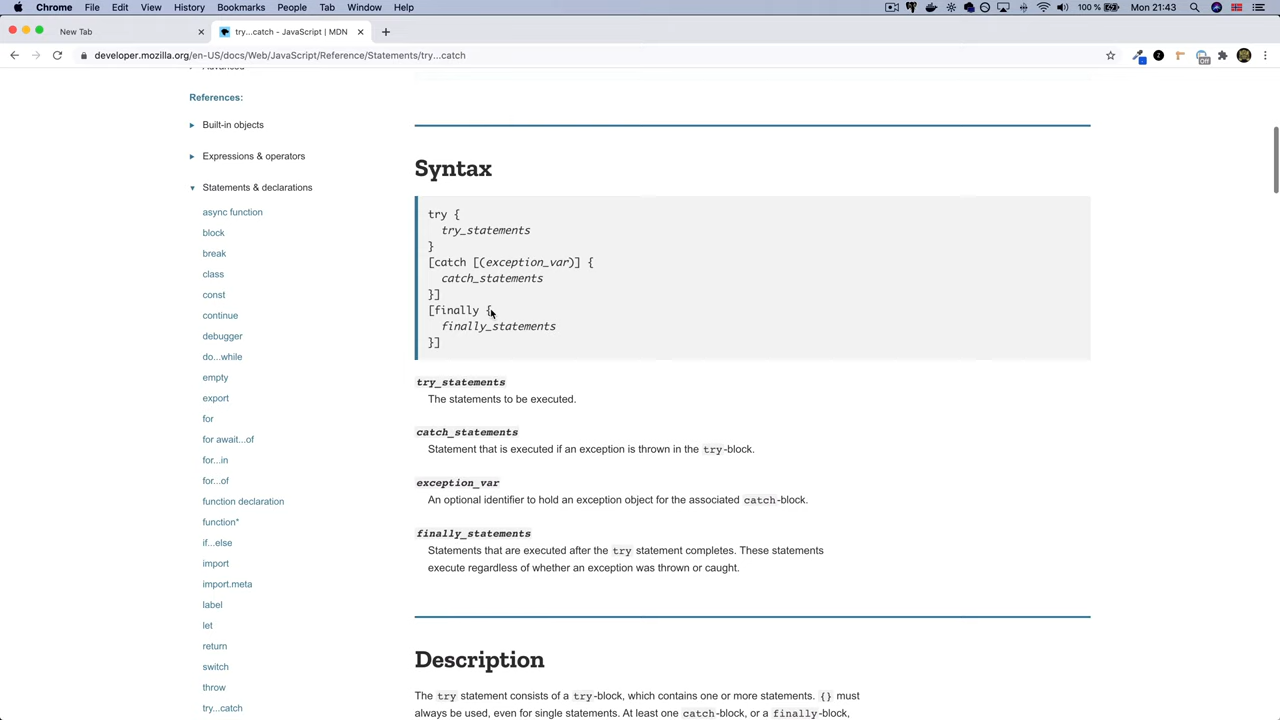 Chrome File Edit View History Bookmarks People Tab Window Help
Mon 21:43
New Tab
try...catch - JavaScript | MDN
developer.mozilla.org/en-US/docs/Web/JavaScript/Reference/Statements/try...catch
Off
Advanced
References:
Built-in objects
Expressions & operators
Statements & declarations
async function
block
break
class
const
continue
debugger
do...while
empty
export
for
for await...of
for...in
for...of
function declaration
function*
if...else
import
import.meta
label
let
return
switch
throw
try...catch
Syntax
try {
try_statements
}
[catch [(exception_var)] {
catch_statements
}]
[finally {
finally_statements
}]
try_statements
The statements to be executed.
catch_statements
Statement that is executed if an exception is thrown in the try-block.
exception_var
An optional identifier to hold an exception object for the associated catch-block.
finally_statements
Statements that are executed after the try statement completes. These statements
execute regardless of whether an exception was thrown or caught.
Description
The try statement consists of a try-block, which contains one or more statements. {} must
always be used, even for single statements. At least one catch-block, or a finally-block,